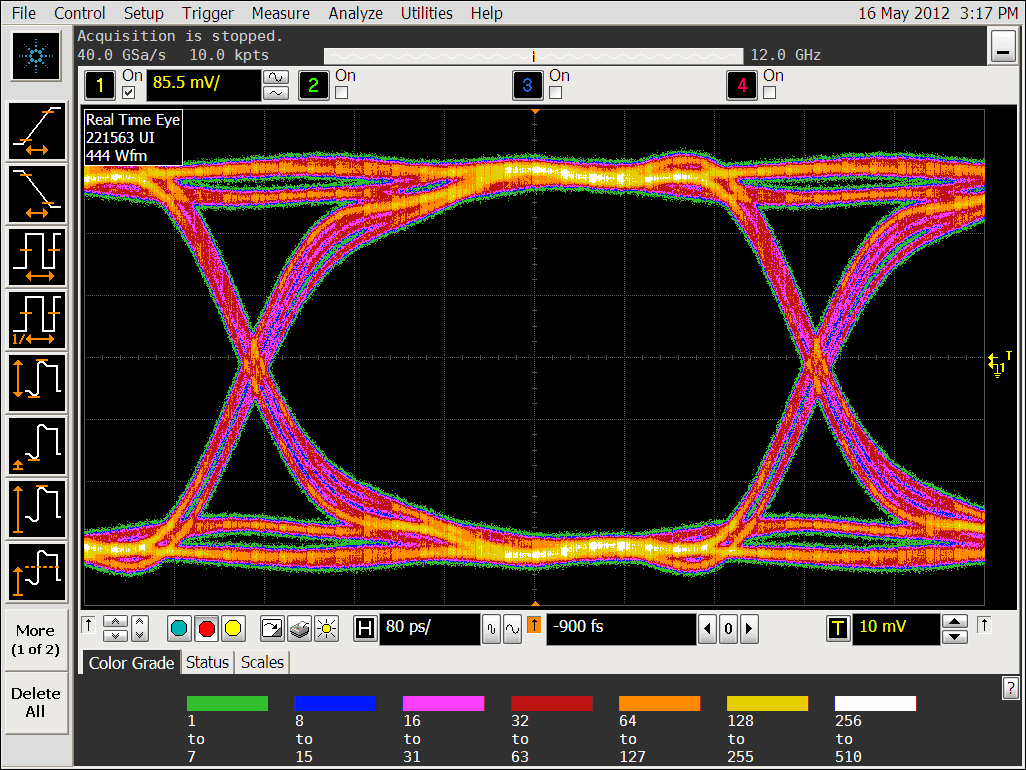 File Control Setup Trigger Measure Analyze Utilities Help 16 May 2012 3:17 PM
Acquisition is stopped.
40.0 GSa/s 10.0 kpts 12.0 GHz
1 On 85.5 mV/ 2 On 3 On 4 On
Real Time Eye
221563 UI
444 Wfm
T
1
1/
More
(1 of 2)
Delete
All
H 80 ps/ -900 fs 0 T 10 mV
Color Grade Status Scales
?
1 8 16 32 64 128 256
to to to to to to to
7 15 31 63 127 255 510